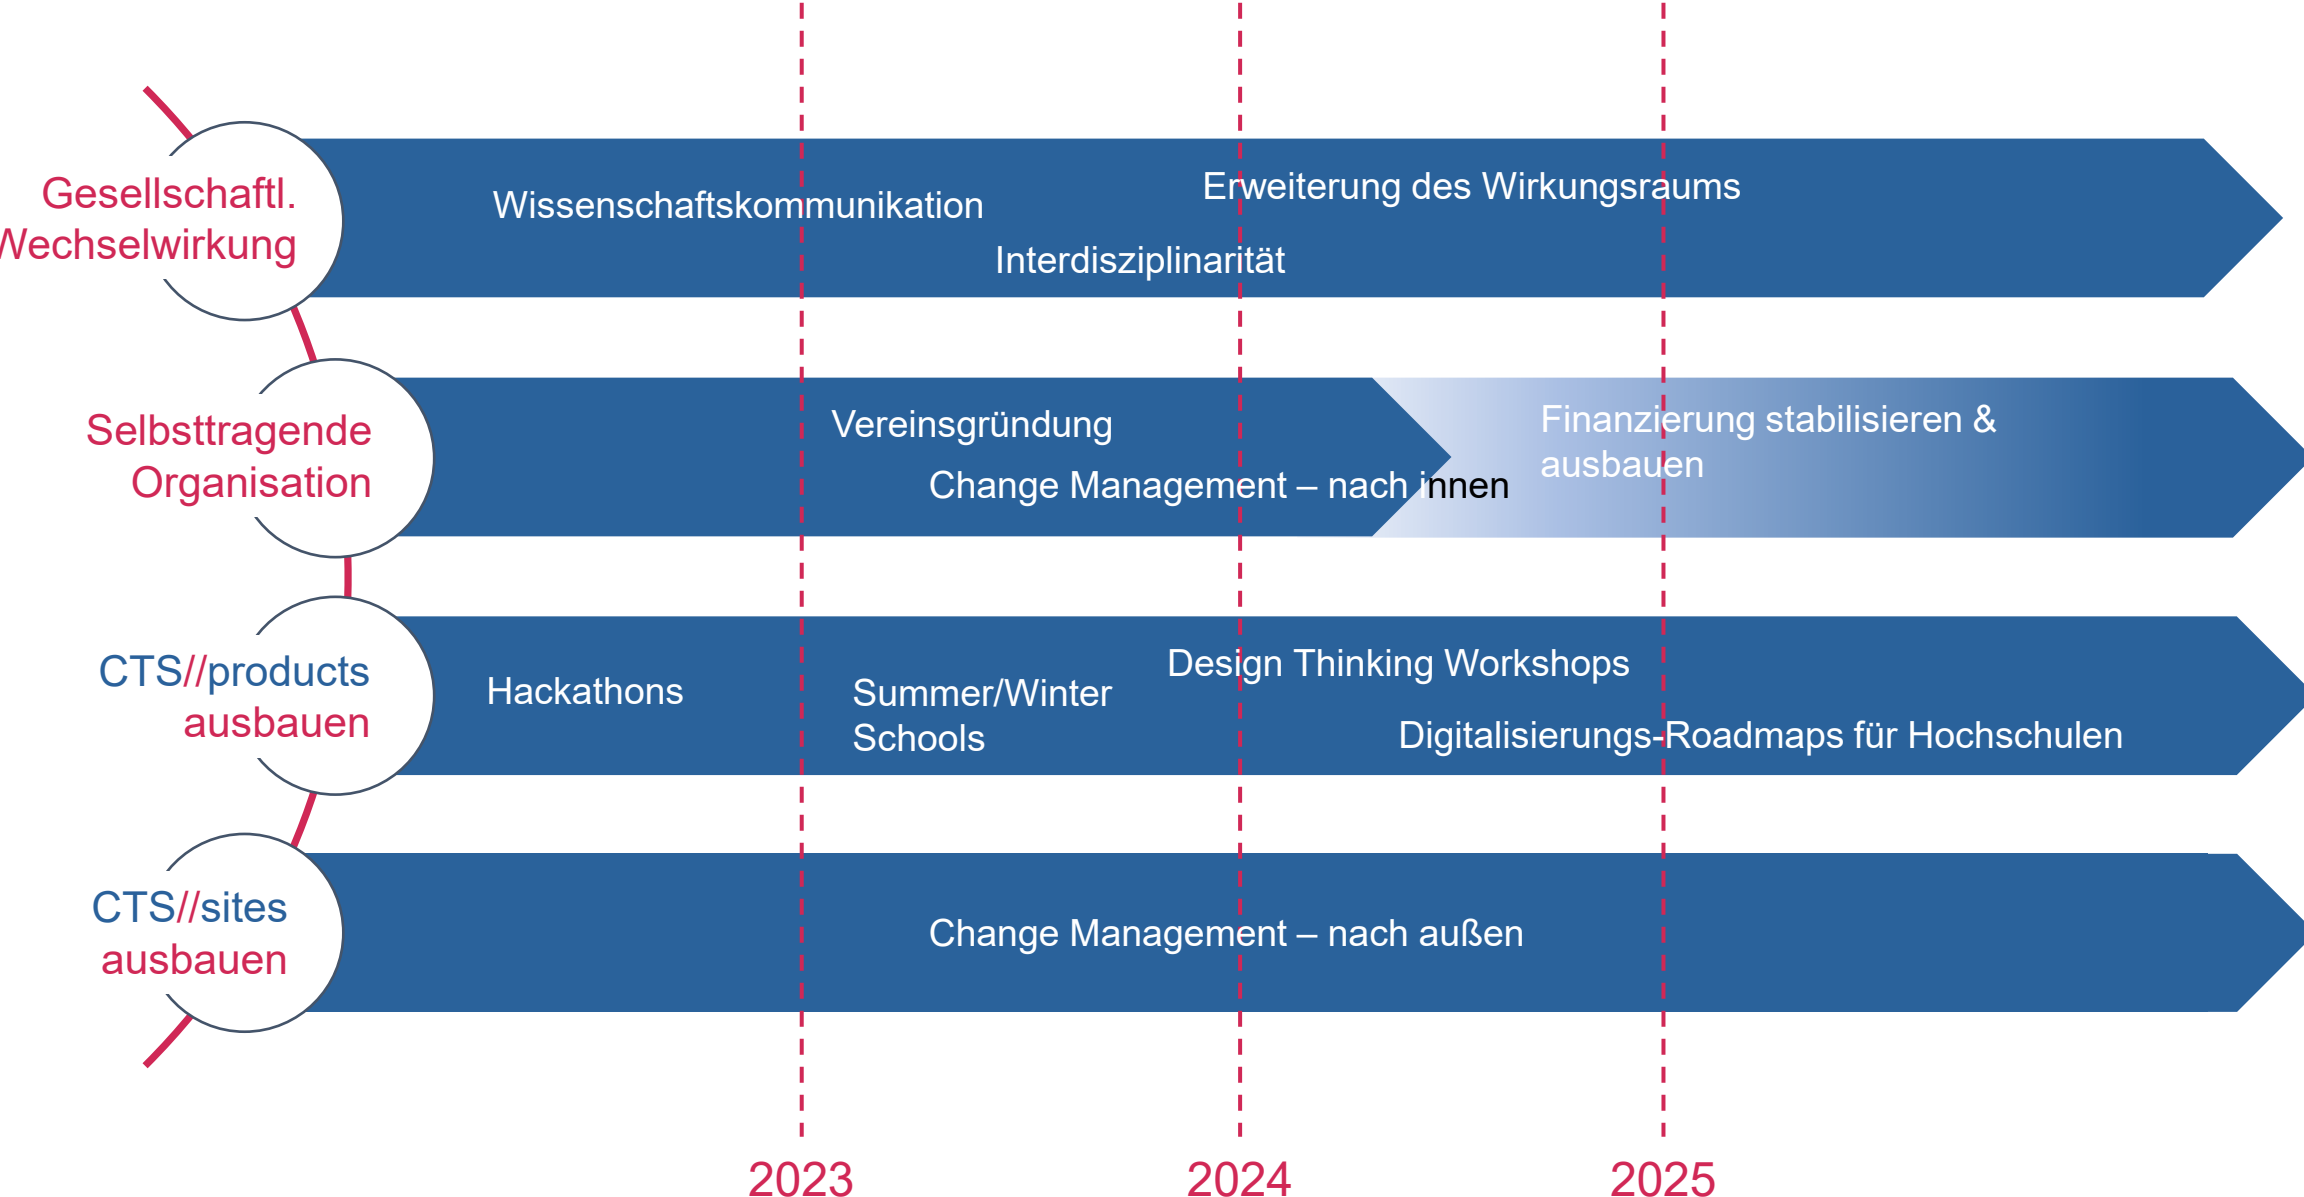 Gesellschaftl.
Wechselwirkung
Wissenschaftskommunikation
Erweiterung des Wirkungsraums
Interdisziplinarität
Selbsttragende
Organisation
Vereinsgründung
Change Management – nach innen
Finanzierung stabilisieren &
ausbauen
CTS//products
ausbauen
Hackathons
Summer/Winter
Schools
Design Thinking Workshops
Digitalisierungs-Roadmaps für Hochschulen
CTS//sites
ausbauen
Change Management – nach außen
2023
2024
2025